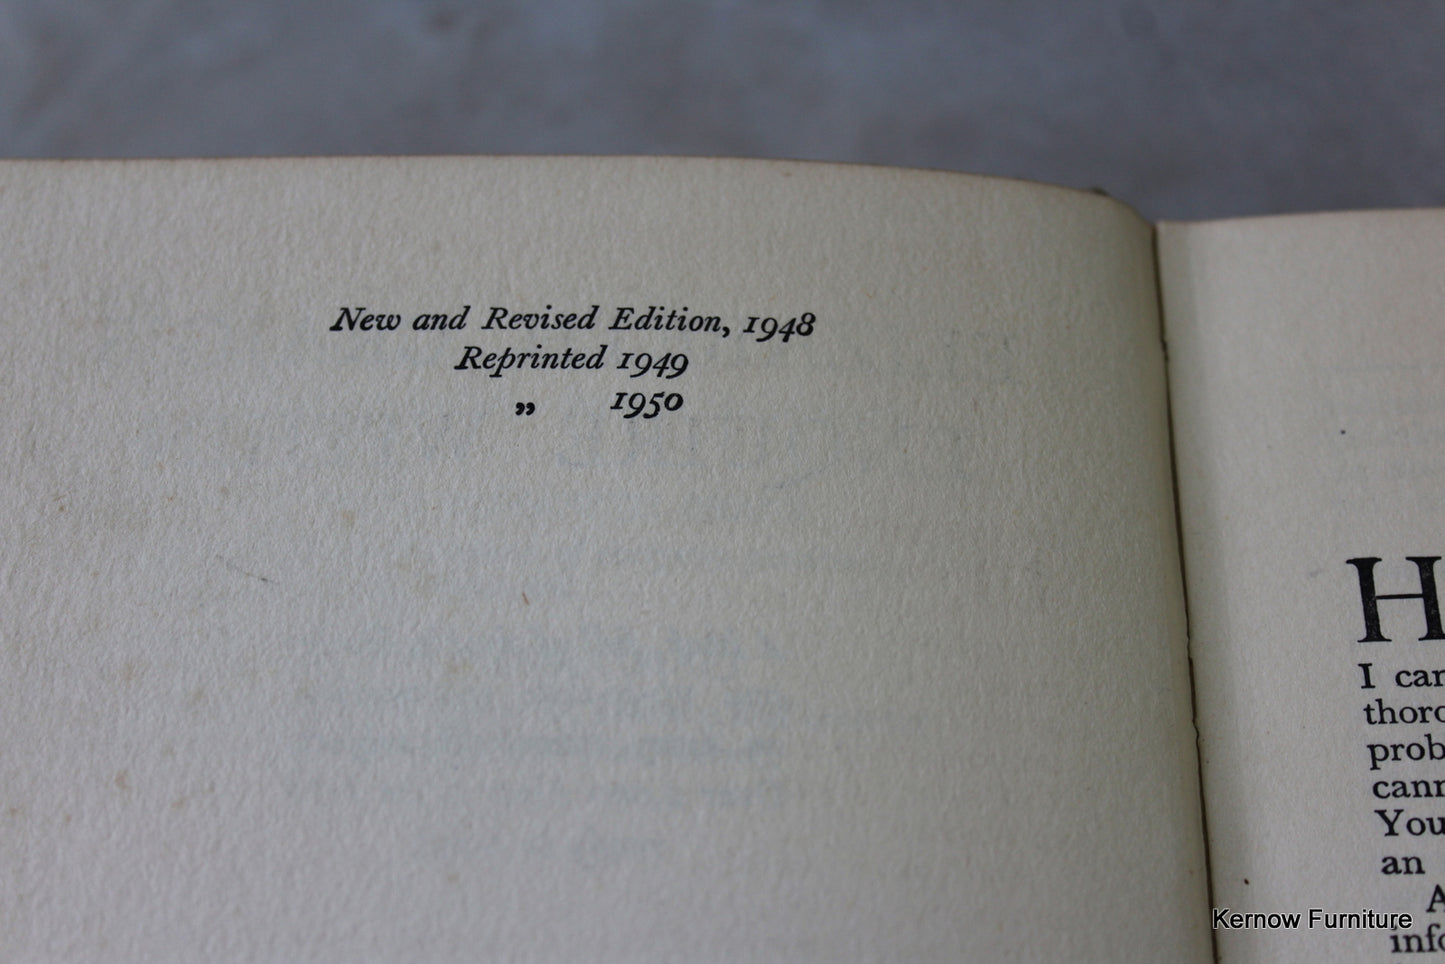 New and Revised Edition, 1948
Reprinted 1949
„ 1950
H
I can
thoro
prob
cann
You
an
A
info
Kernow Furniture